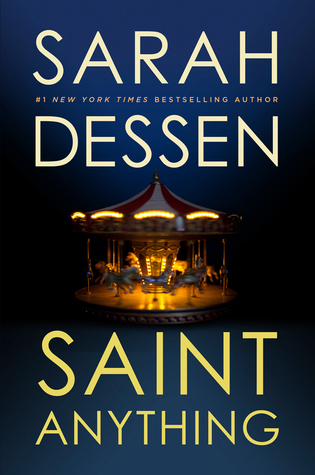 SARAH
#1 NEW YORK TIMES BESTSELLING AUTHOR
DESSEN
SAINT
ANYTHING